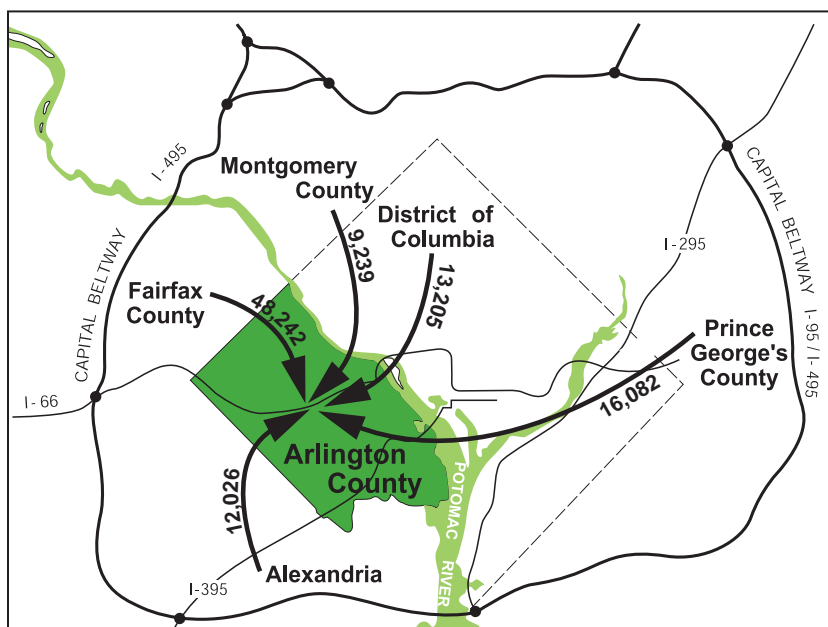 I-495
Montgomery
County
District of
Columbia
9,239
13,205
CAPITAL BELTWAY
I-295
CAPITAL BELTWAY
I-95 / I-495
Fairfax
County
48,242
Prince
George's
County
16,082
I-66
Arlington
County
12,026
POTOMAC
RIVER
Alexandria
I-395